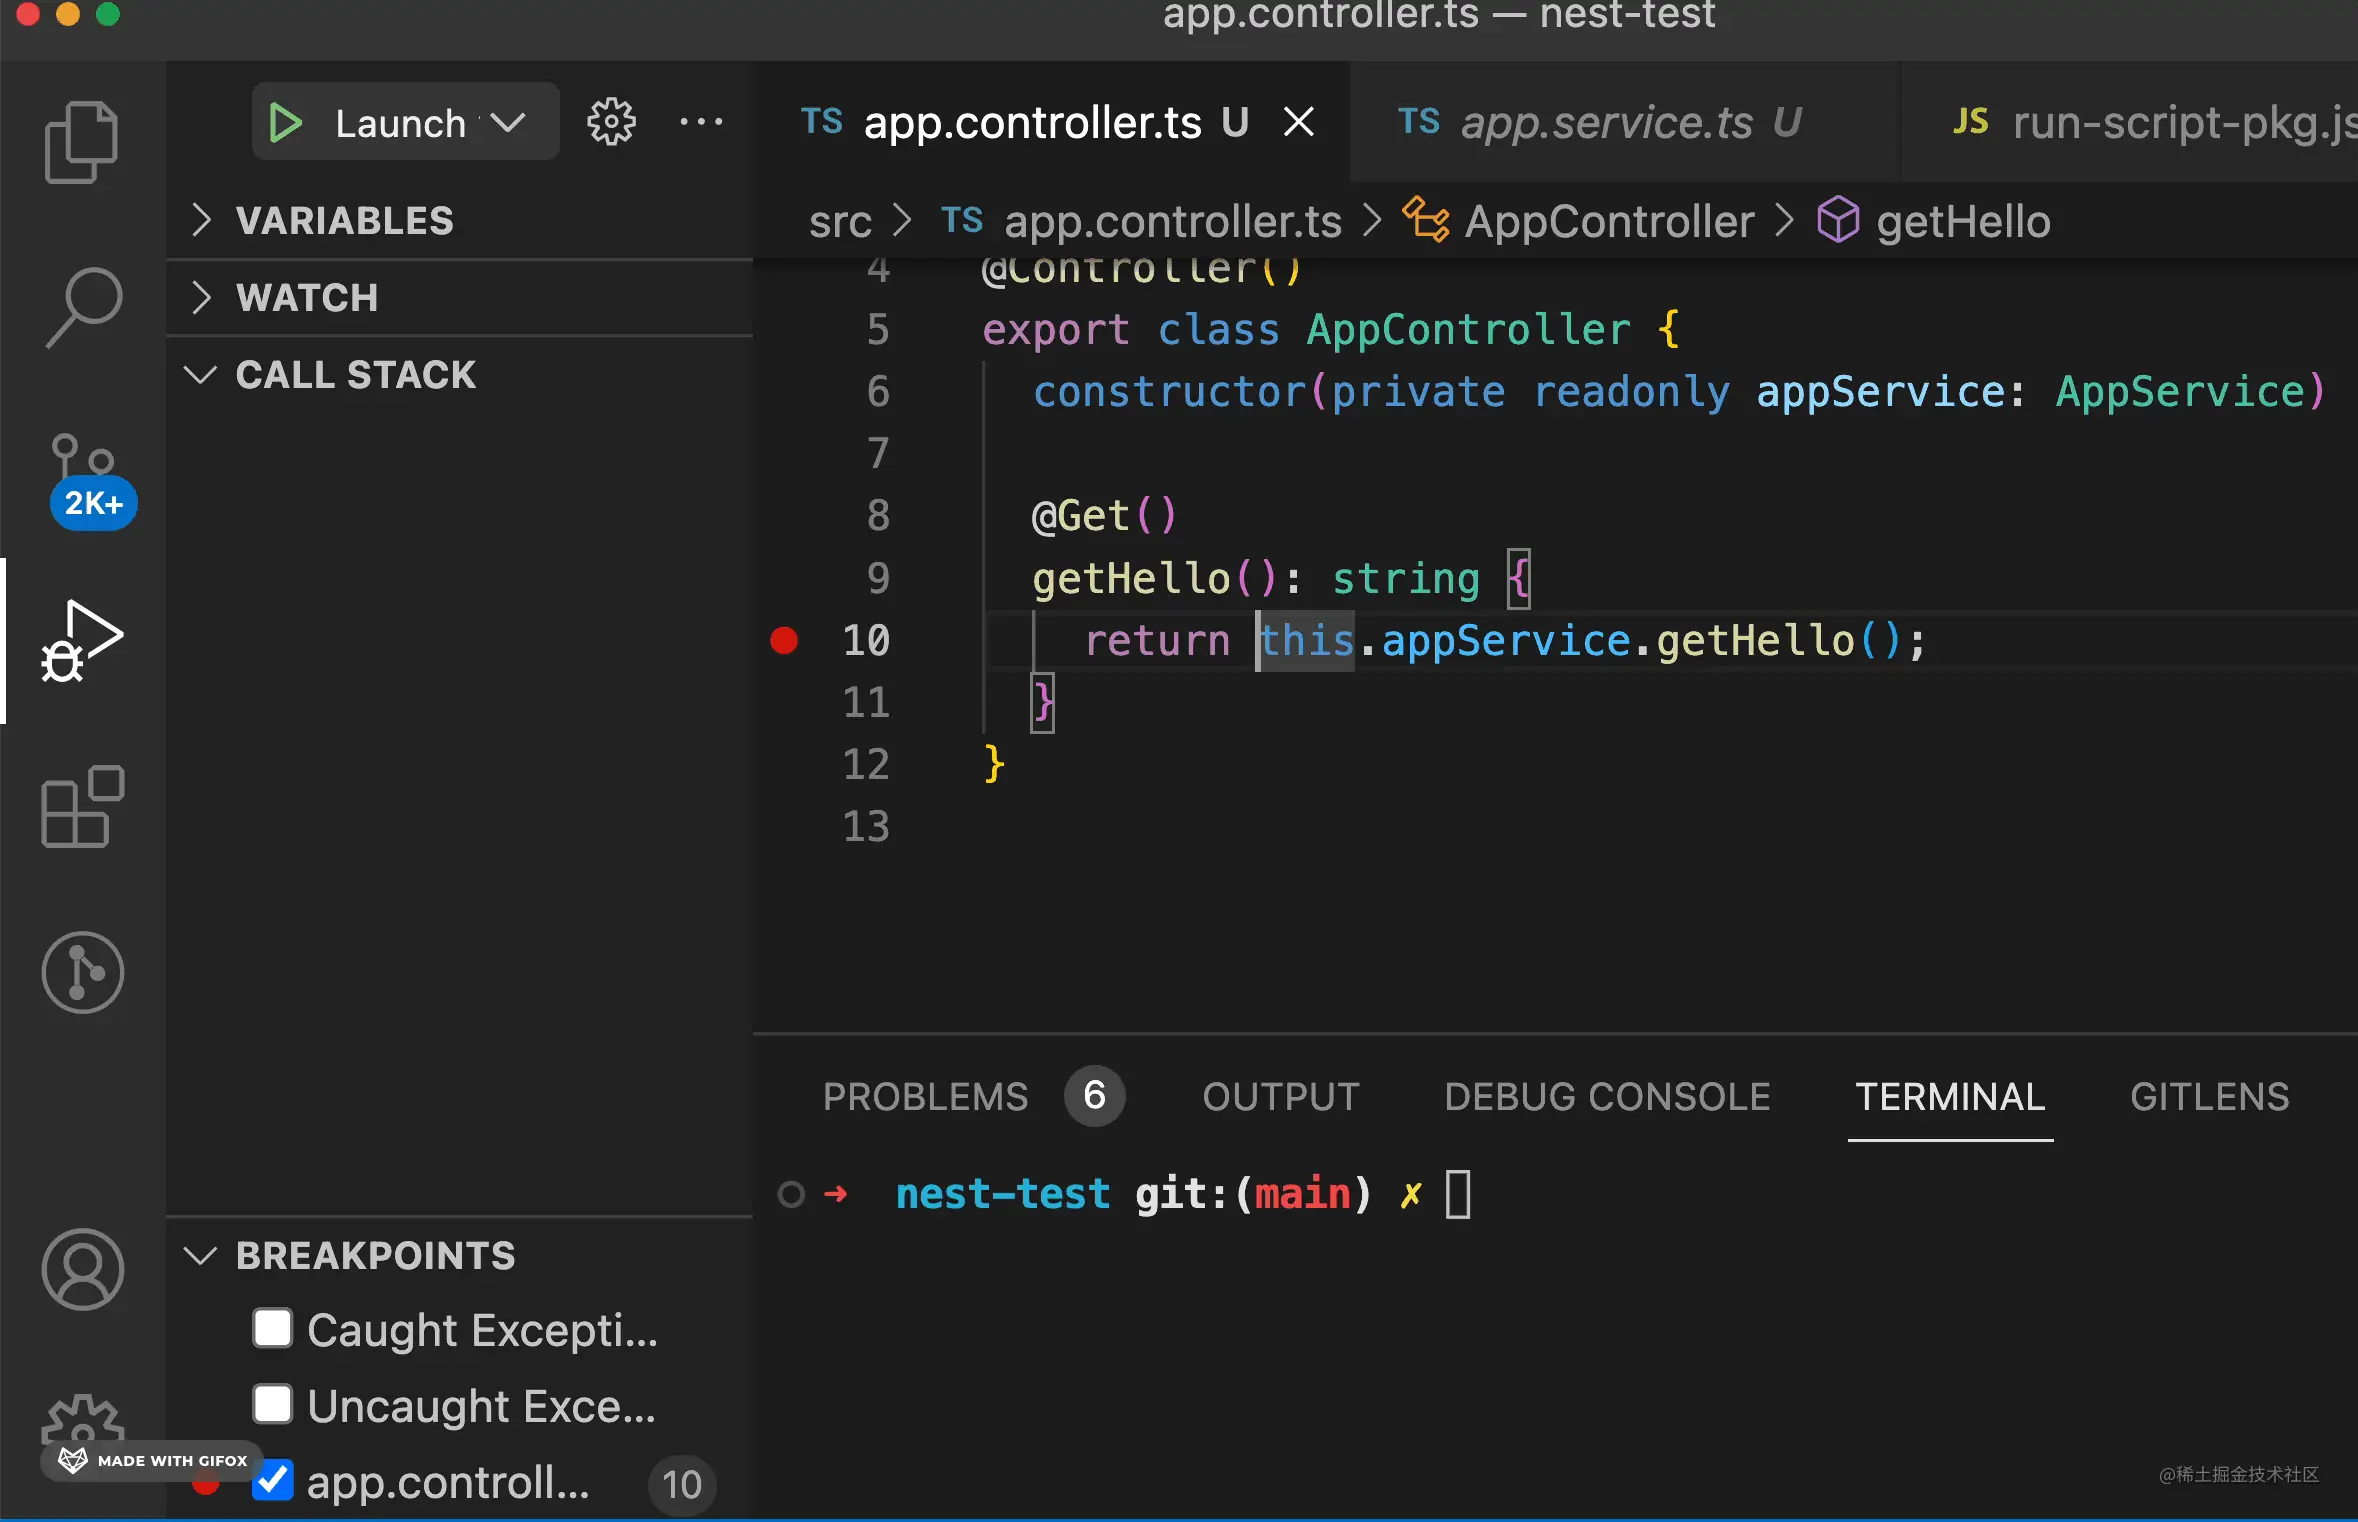 app.controller.ts — nest-test
Launch
TS app.controller.ts U
TS app.service.ts U
JS run-script-pkg.js
src > TS app.controller.ts > AppController > getHello
VARIABLES
WATCH
CALL STACK
2K+
4 @Controller()
5 export class AppController {
6 constructor(private readonly appService: AppService)
7
8 @Get()
9 getHello(): string {
10 return this.appService.getHello();
11 }
12 }
13
PROBLEMS 6 OUTPUT DEBUG CONSOLE TERMINAL GITLENS
➜ nest-test git:(main) ✗
BREAKPOINTS
Caught Excepti...
Uncaught Exce...
app.controll... 10
MADE WITH GIFOX
@稀土掘金技术社区